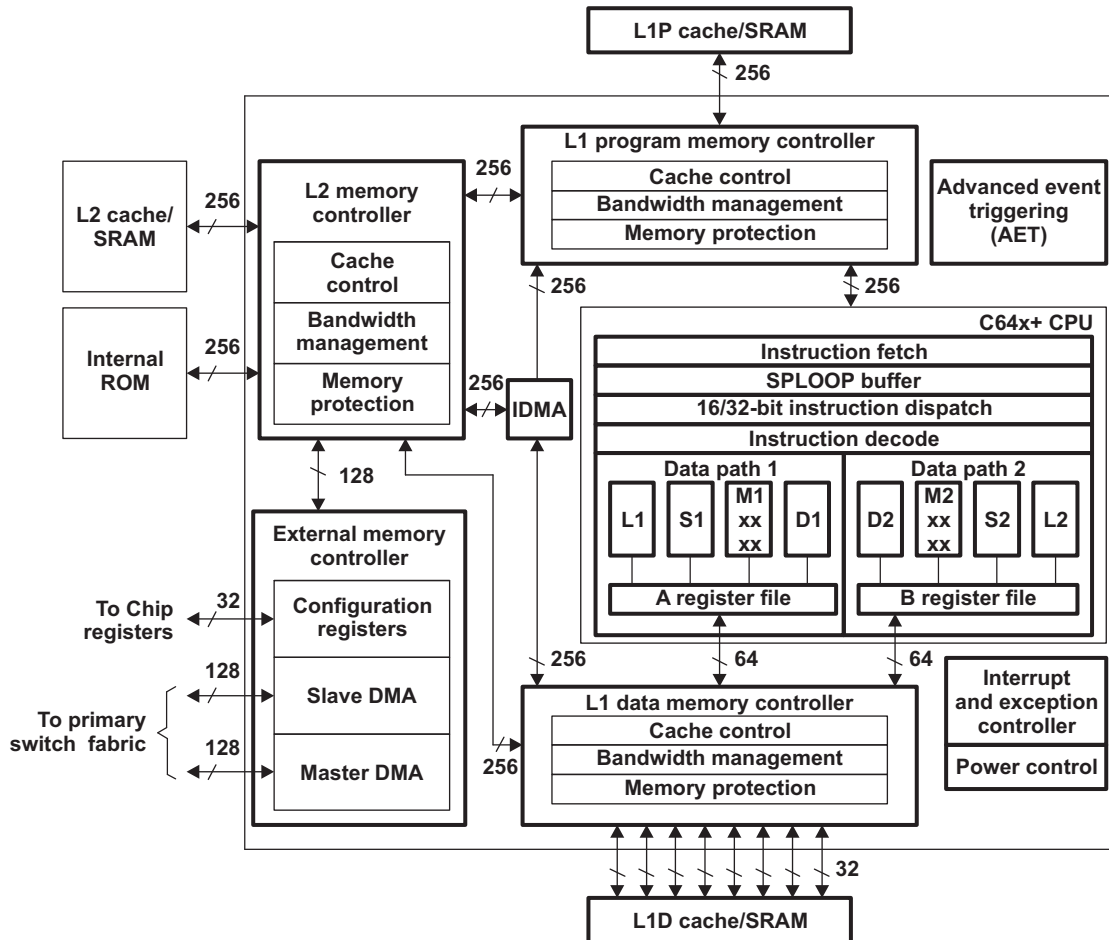 L1P cache/SRAM
256
L1 program memory controller
Cache control
Bandwidth management
Memory protection
256
Advanced event
triggering
(AET)
L2 memory
controller
Cache
control
Bandwidth
management
Memory
protection
L2 cache/
SRAM
256
Internal
ROM
256
256
256
256
IDMA
C64x+ CPU
Instruction fetch
SPLOOP buffer
16/32-bit instruction dispatch
Instruction decode
Data path 1
L1
S1
M1
xx
xx
D1
A register file
Data path 2
D2
M2
xx
xx
S2
L2
B register file
128
External memory
controller
Configuration
registers
Slave DMA
Master DMA
To Chip
registers
32
To primary
switch fabric
128
128
256
64
64
256
L1 data memory controller
Cache control
Bandwidth management
Memory protection
Interrupt
and exception
controller
Power control
32
L1D cache/SRAM